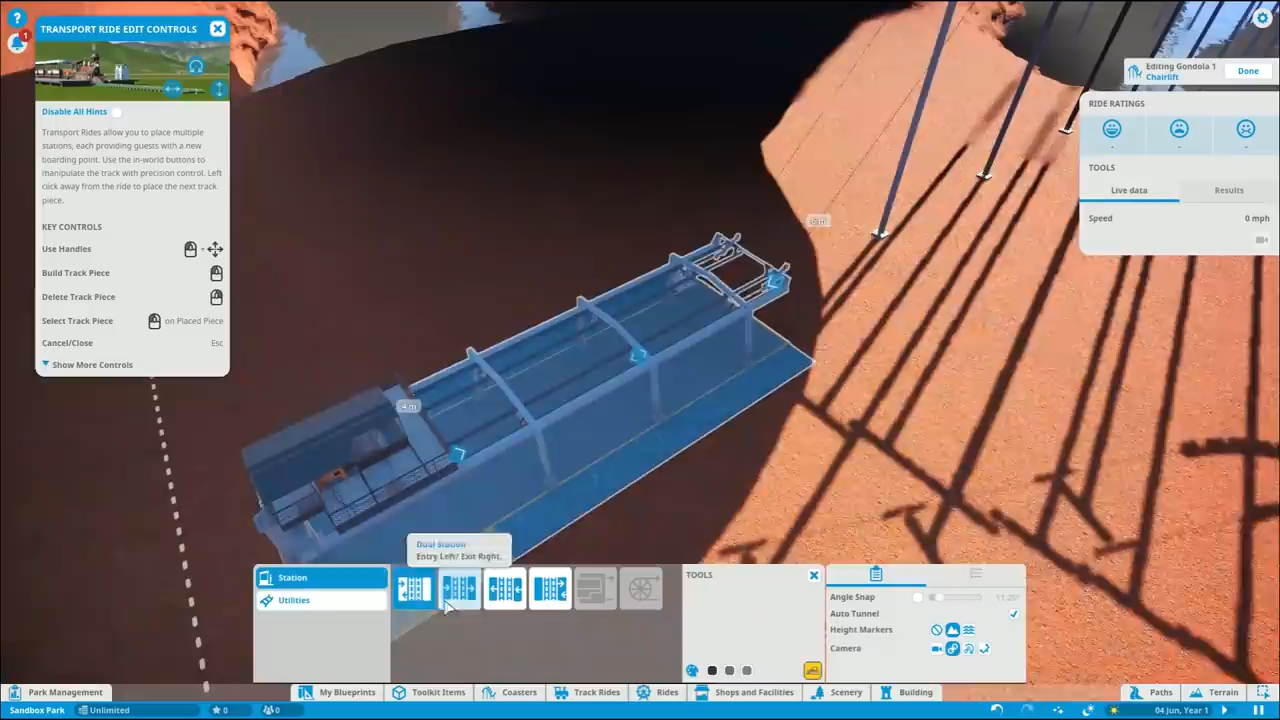 ?
1
TRANSPORT RIDE EDIT CONTROLS
Disable All Hints
Transport Rides allow you to place multiple
stations, each providing guests with a new
boarding point. Use the in-world buttons to
manipulate the track with precision control. Left
click away from the ride to place the next track
piece.
KEY CONTROLS
Use Handles
Build Track Piece
Delete Track Piece
Select Track Piece on Placed Piece
Cancel/Close Esc
Show More Controls
Editing Gondola 1
Chairlift
Done
RIDE RATINGS
- - -
TOOLS
Live data Results
Speed 0 mph
4 m
Dual Station
Entry Left/ Exit Right.
Station
Utilities
TOOLS
Angle Snap 11.25°
Auto Tunnel
Height Markers
Camera
Park Management My Blueprints Toolkit Items Coasters Track Rides Rides Shops and Facilities Scenery Building Paths Terrain
Sandbox Park Unlimited 0 0 04 Jun, Year 1